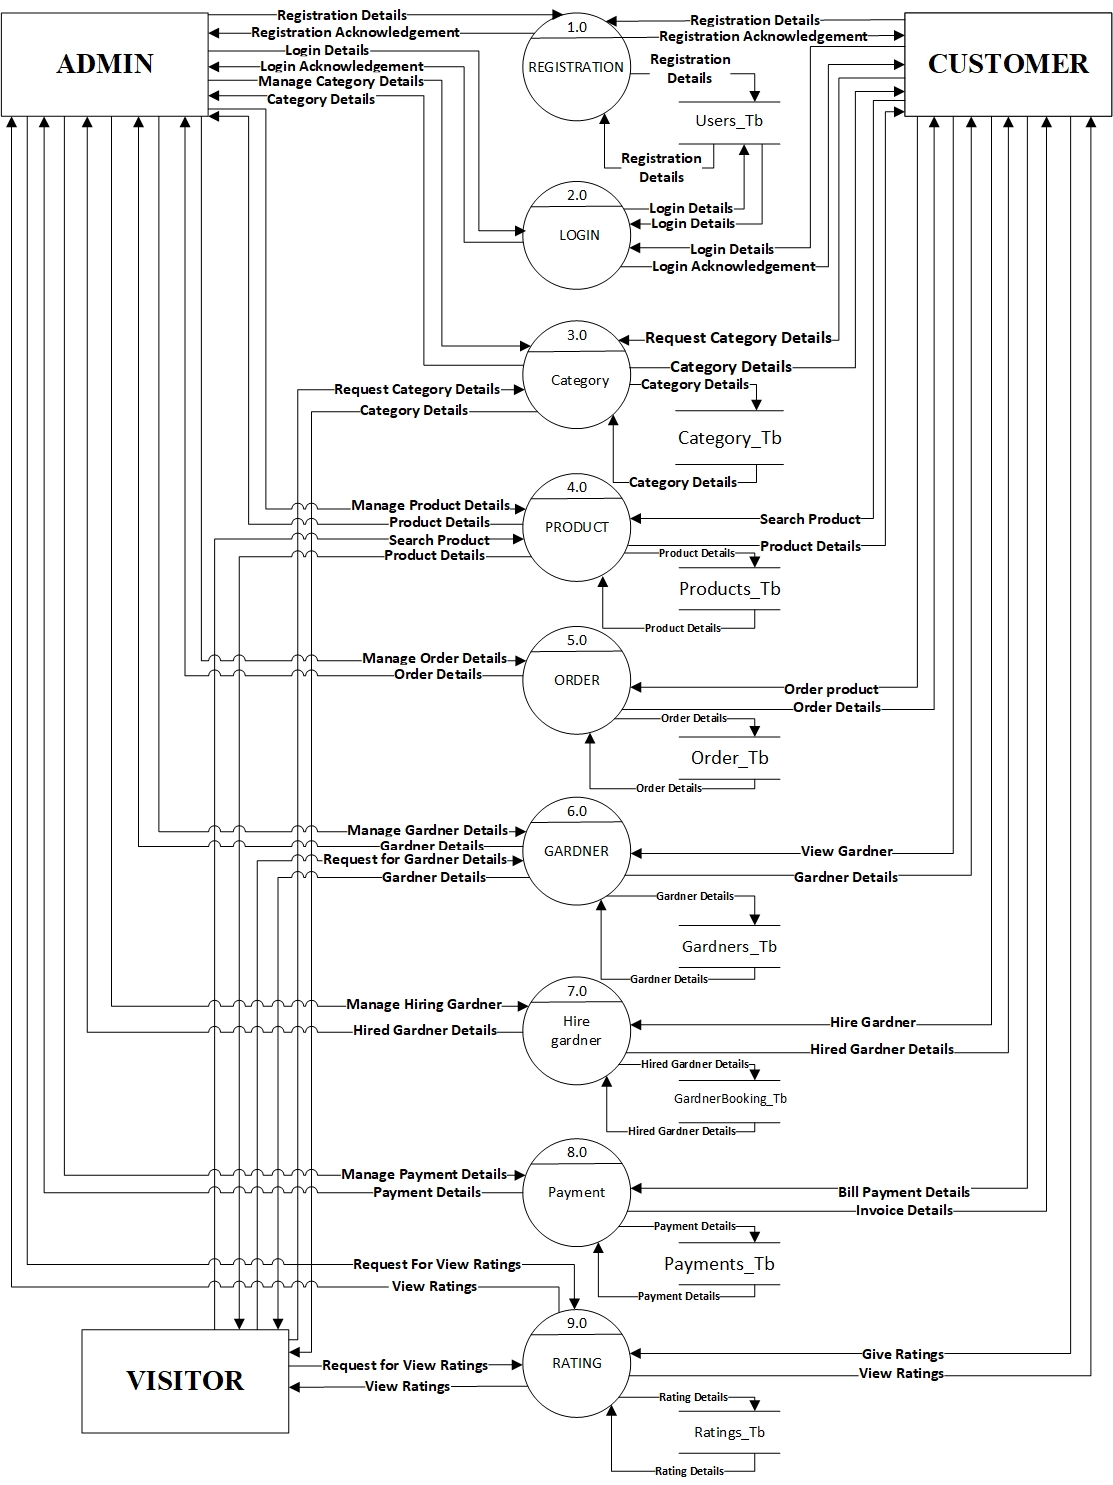 ADMIN
CUSTOMER
VISITOR
Registration Details
Registration Acknowledgement
Login Details
Login Acknowledgement
Manage Category Details
Category Details
1.0
REGISTRATION
Registration Details
Registration Acknowledgement
Registration
Details
Users_Tb
Registration
Details
2.0
LOGIN
Login Details
Login Details
Login Details
Login Acknowledgement
3.0
Category
Request Category Details
Category Details
Category Details
Category_Tb
Category Details
Request Category Details
Category Details
4.0
PRODUCT
Manage Product Details
Product Details
Search Product
Product Details
Search Product
Product Details
Product Details
Products_Tb
Product Details
5.0
ORDER
Manage Order Details
Order Details
Order product
Order Details
Order Details
Order_Tb
Order Details
6.0
GARDNER
Manage Gardner Details
Gardner Details
Request for Gardner Details
Gardner Details
View Gardner
Gardner Details
Gardner Details
Gardners_Tb
Gardner Details
7.0
Hire
gardner
Manage Hiring Gardner
Hired Gardner Details
Hire Gardner
Hired Gardner Details
Hired Gardner Details
GardnerBooking_Tb
Hired Gardner Details
8.0
Payment
Manage Payment Details
Payment Details
Bill Payment Details
Invoice Details
Payment Details
Payments_Tb
Payment Details
Request For View Ratings
View Ratings
9.0
RATING
Request for View Ratings
View Ratings
Give Ratings
View Ratings
Rating Details
Ratings_Tb
Rating Details